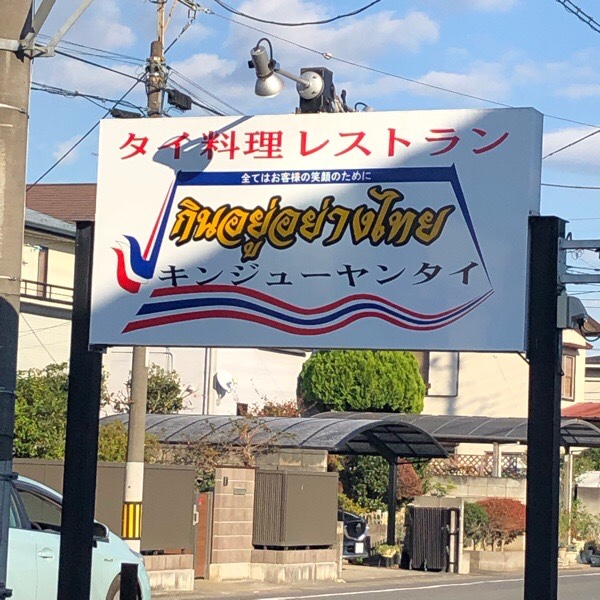 タイ料理レストラン
全てはお客様の笑顔のために
กินอยู่อย่างไทย
キンジューヤンタイ